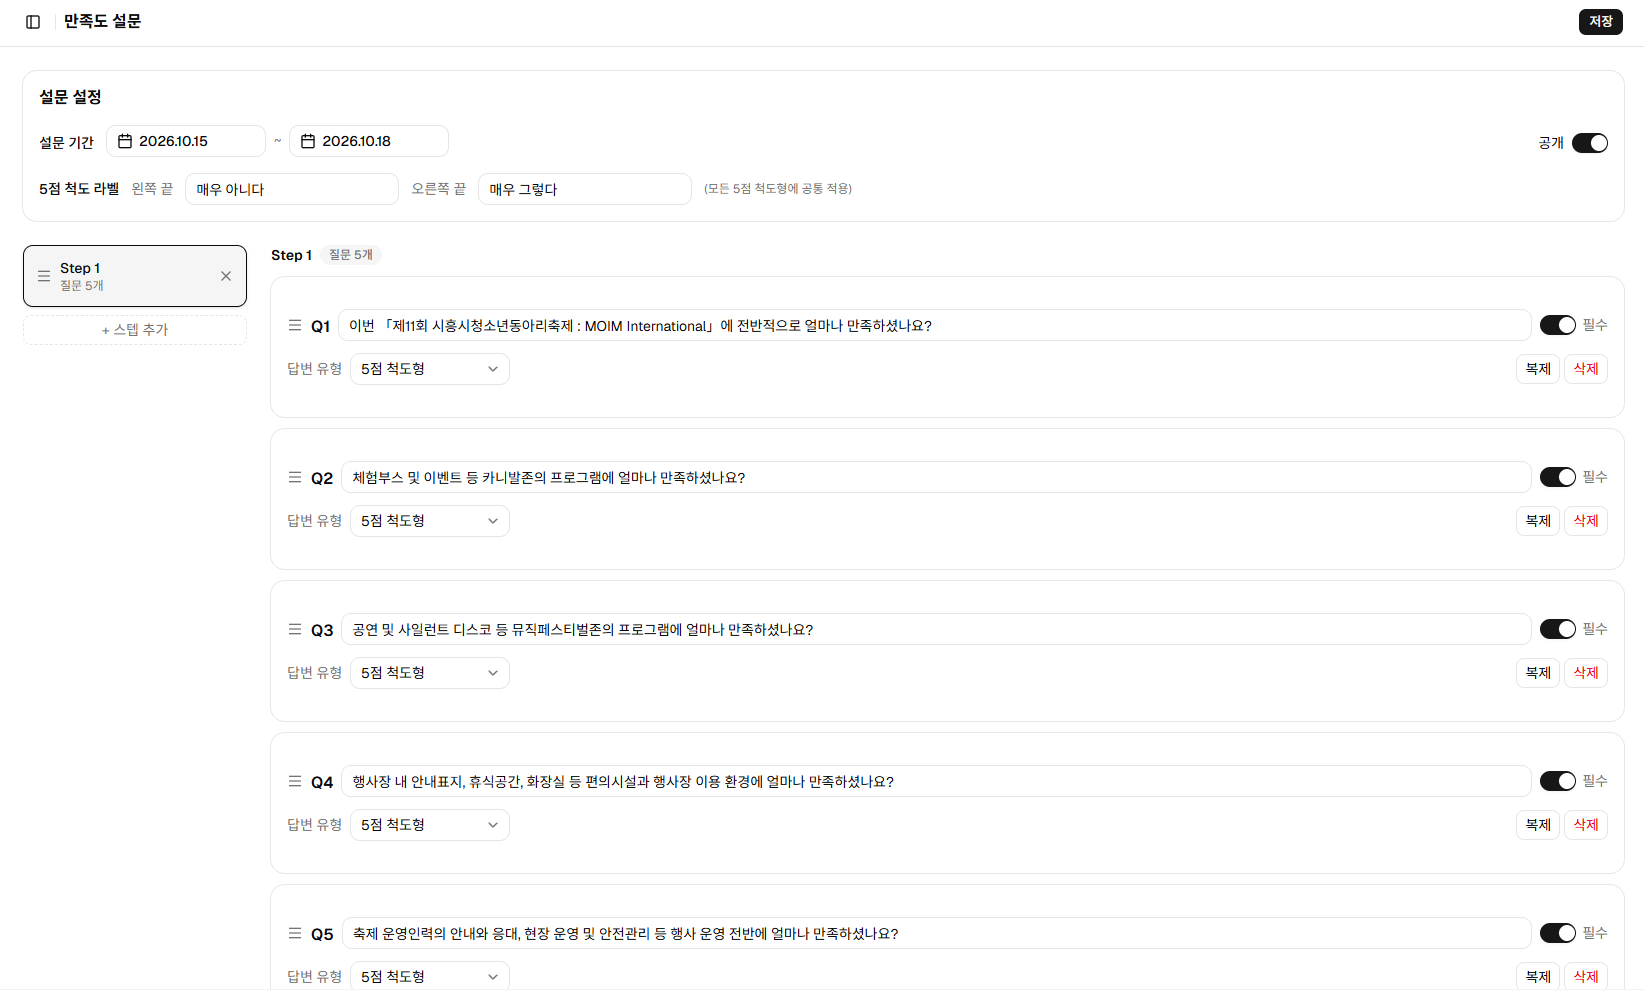 만족도 설문
저장
설문 설정
설문 기간 2026.10.15 ~ 2026.10.18 공개
5점 척도 라벨 왼쪽 끝 매우 아니다 오른쪽 끝 매우 그렇다 (모든 5점 척도형에 공통 적용)
Step 1
질문 5개
+ 스텝 추가
Step 1 질문 5개
Q1 이번 「제11회 시흥시청소년동아리축제 : MOIM International」에 전반적으로 얼마나 만족하셨나요? 필수
답변 유형 5점 척도형 복제 삭제
Q2 체험부스 및 이벤트 등 카니발존의 프로그램에 얼마나 만족하셨나요? 필수
답변 유형 5점 척도형 복제 삭제
Q3 공연 및 사일런트 디스코 등 뮤직페스티벌존의 프로그램에 얼마나 만족하셨나요? 필수
답변 유형 5점 척도형 복제 삭제
Q4 행사장 내 안내표지, 휴식공간, 화장실 등 편의시설과 행사장 이용 환경에 얼마나 만족하셨나요? 필수
답변 유형 5점 척도형 복제 삭제
Q5 축제 운영인력의 안내와 응대, 현장 운영 및 안전관리 등 행사 운영 전반에 얼마나 만족하셨나요? 필수
답변 유형 5점 척도형 복제 삭제